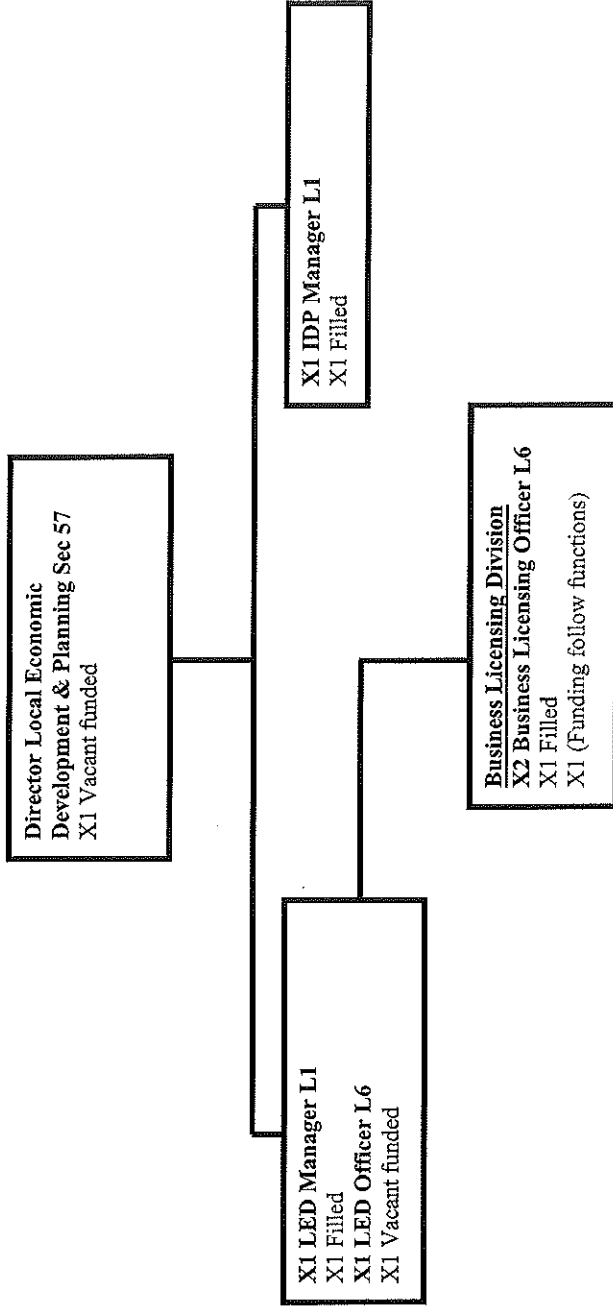 Director Local Economic
Development & Planning Sec 57
X1 Vacant funded
X1 LED Manager L1
X1 Filled
X1 LED Officer L6
X1 Vacant funded
X1 IDP Manager L1
X1 Filled
Business Licensing Division
X2 Business Licensing Officer L6
X1 Filled
X1 (Funding follow functions)